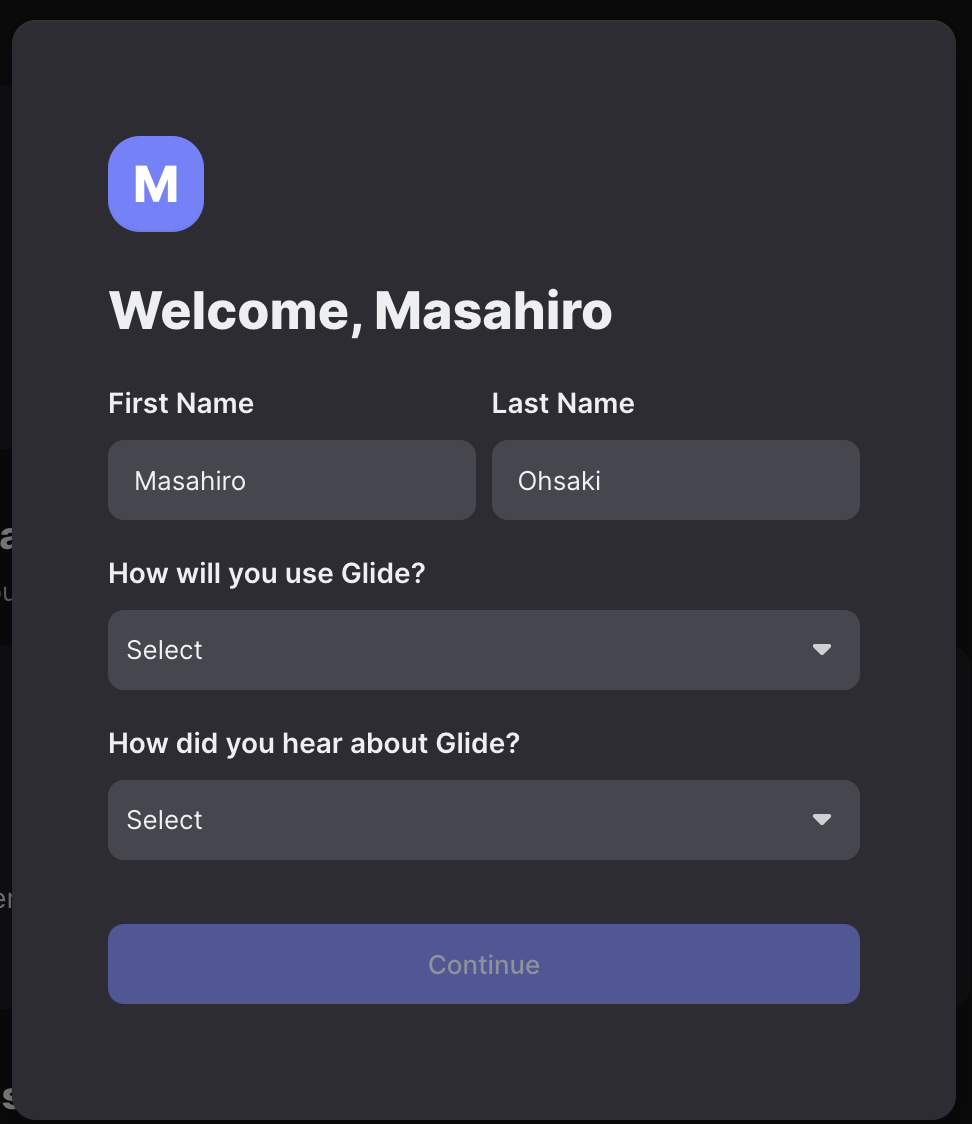 M
Welcome, Masahiro
First Name
Last Name
Masahiro
Ohsaki
How will you use Glide?
Select
How did you hear about Glide?
Select
Continue